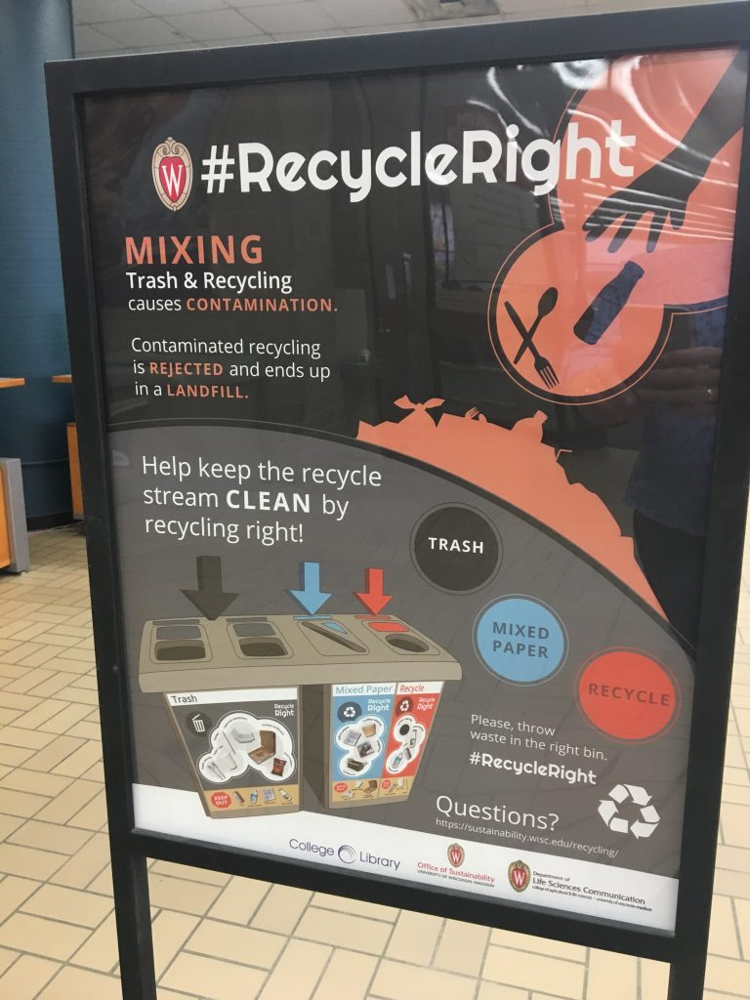 W #RecycleRight
MIXING
Trash & Recycling
causes CONTAMINATION.
Contaminated recycling
is REJECTED and ends up
in a LANDFILL.
Help keep the recycle
stream CLEAN by
recycling right!
TRASH
MIXED
PAPER
RECYCLE
Trash
Recycle
Right
KEEP
OUT
Mixed Paper
Recycle
Right
Recycle
Recycle
Right
Please, throw
waste in the right bin.
#RecycleRight
Questions?
https://sustainability.wisc.edu/recycling/
College Library
W
Office of Sustainability
UNIVERSITY OF WISCONSIN-MADISON
W
Department of
Life Sciences Communication
college of agricultural & life sciences - university of wisconsin-madison